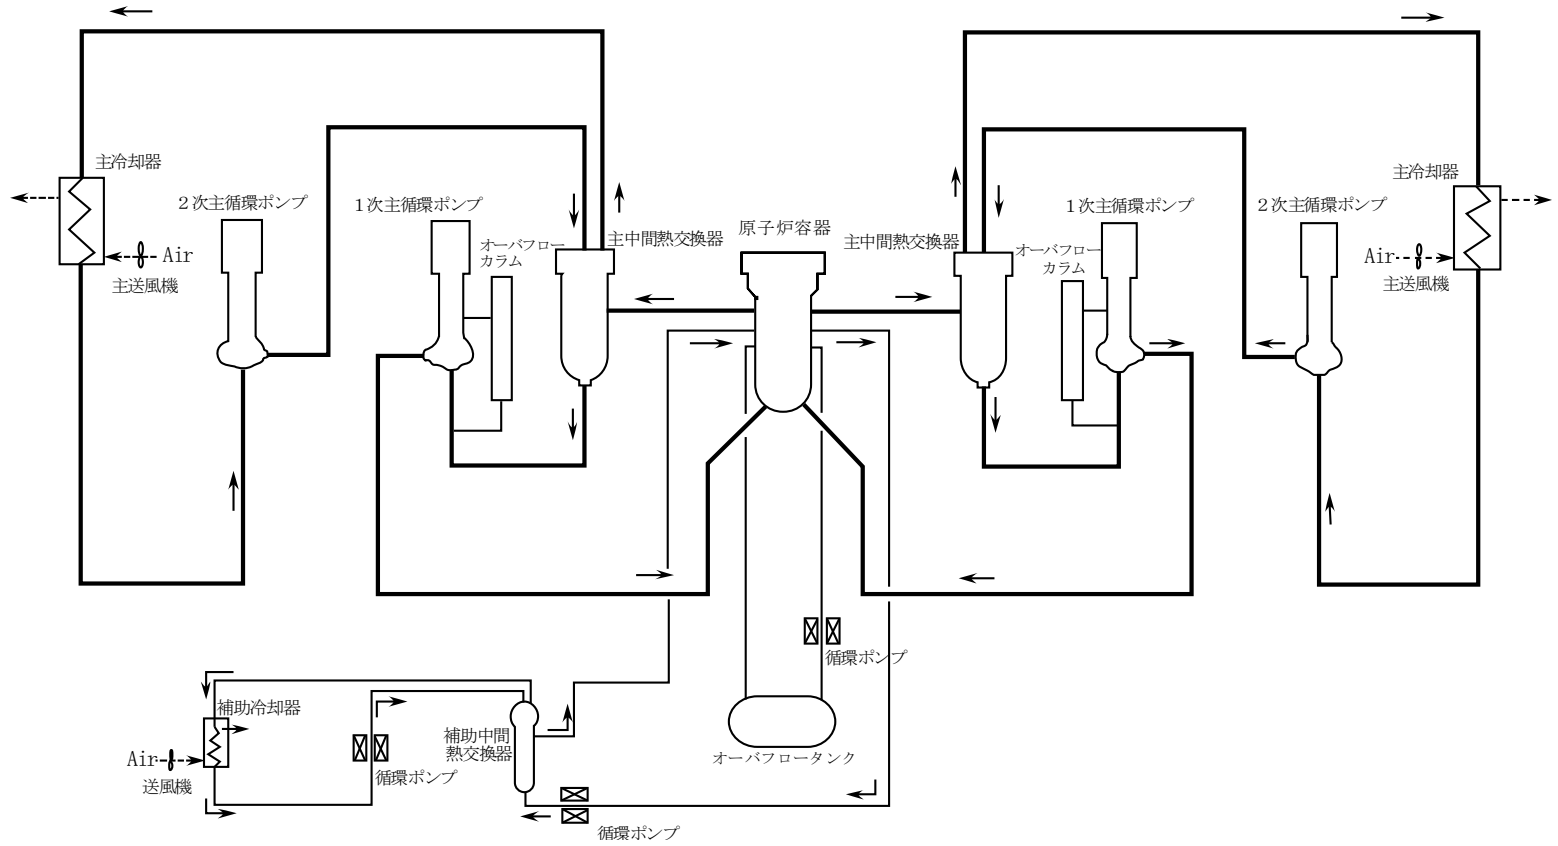 主冷却器
２次主循環ポンプ
１次主循環ポンプ
オーバフロー
カラム
主中間熱交換器
原子炉容器
主中間熱交換器
オーバフロー
カラム
１次主循環ポンプ
２次主循環ポンプ
主冷却器
Air
主送風機
Air
主送風機
循環ポンプ
補助冷却器
補助中間
熱交換器
オーバフロータンク
Air
送風機
循環ポンプ
循環ポンプ